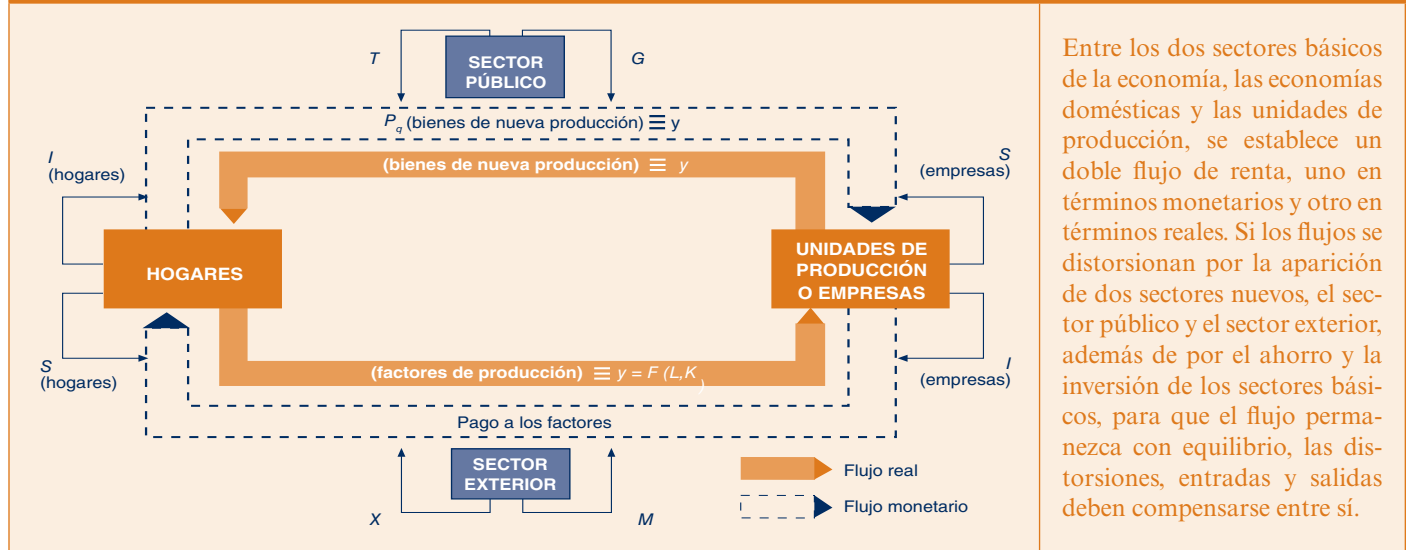 T
SECTOR
PÚBLICO
G
P_q (bienes de nueva producción) ≡ y
I
(hogares)
(bienes de nueva producción) ≡ y
S
(empresas)
HOGARES
UNIDADES DE
PRODUCCIÓN
O EMPRESAS
S
(hogares)
(factores de producción) ≡ y = F (L,K)
I
(empresas)
Pago a los factores
SECTOR
EXTERIOR
X
M
Flujo real
Flujo monetario
Entre los dos sectores básicos
de la economía, las economías
domésticas y las unidades de
producción, se establece un
doble flujo de renta, uno en
términos monetarios y otro en
términos reales. Si los flujos se
distorsionan por la aparición
de dos sectores nuevos, el sec-
tor público y el sector exterior,
además de por el ahorro y la
inversión de los sectores bási-
cos, para que el flujo perma-
nezca con equilibrio, las dis-
torsiones, entradas y salidas
deben compensarse entre sí.